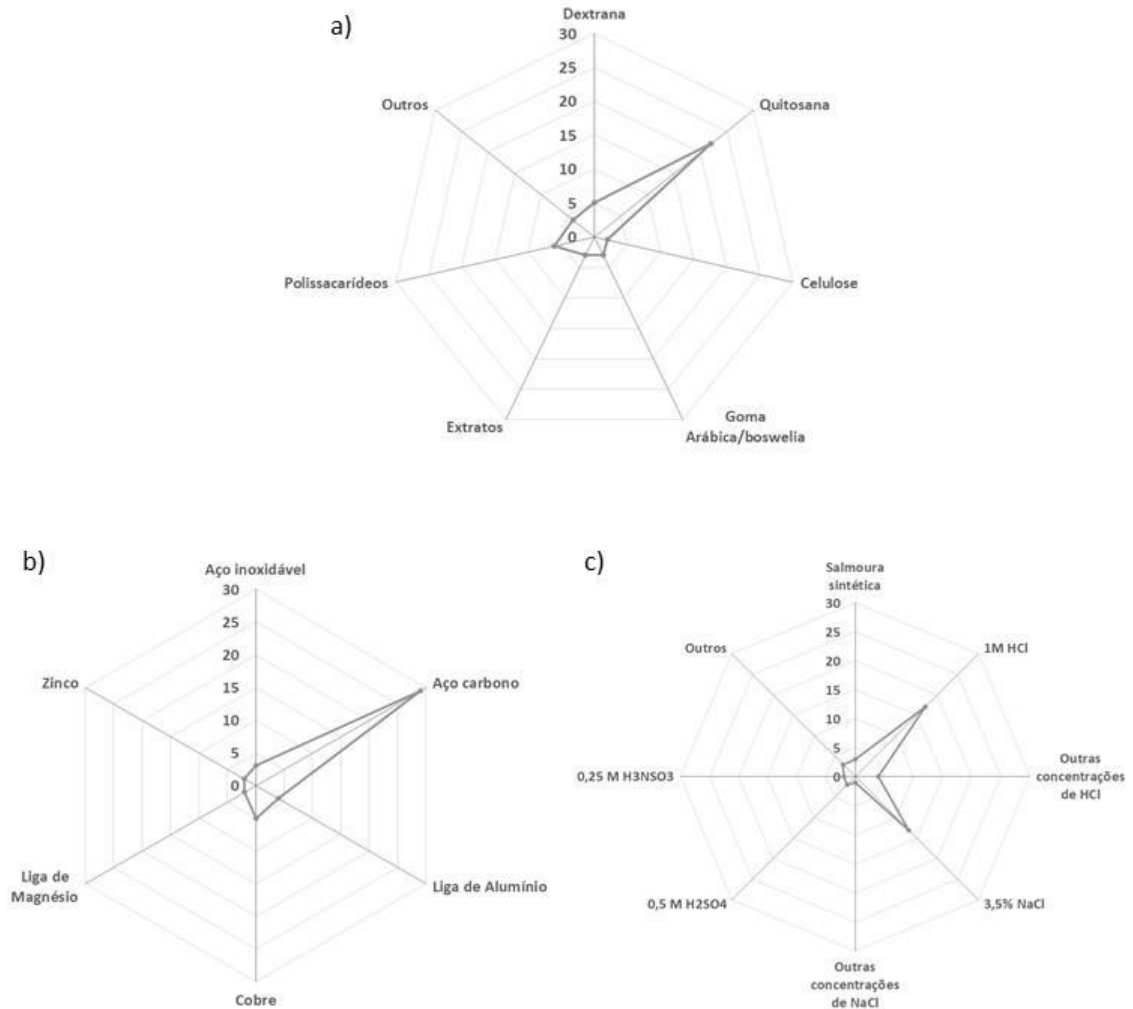 a)
Dextrana
30
25
20
15
10
5
0
Outros
Quitosana
Polissacarídeos
Celulose
Extratos
Goma
Arábica/boswelia
b)
Aço inoxidável
30
25
20
15
10
5
0
Zinco
Aço carbono
Liga de
Magnésio
Liga de Alumínio
Cobre
c)
Salmoura
sintética
30
25
20
15
10
5
0
Outros
1M HCl
0,25 M H3NSO3
Outras
concentrações
de HCl
0,5 M H2SO4
3,5% NaCl
Outras
concentrações
de NaCl